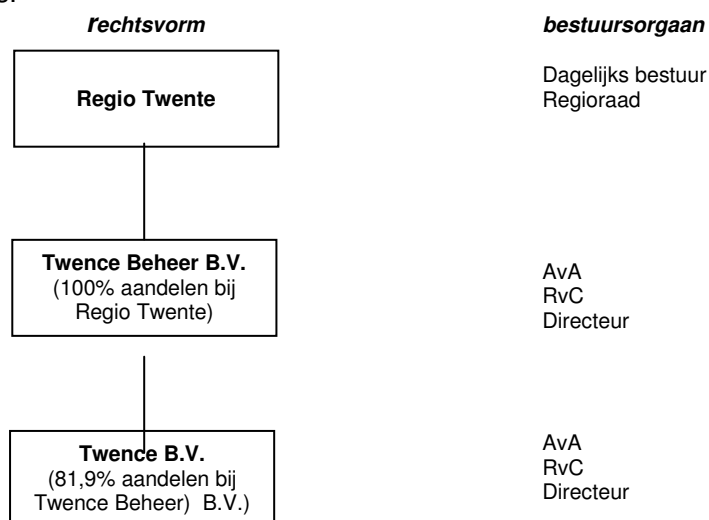 rechtsvorm bestuursorgaan
Regio Twente
Dagelijks bestuur
Regioraad
Twence Beheer B.V.
(100% aandelen bij
Regio Twente)
AvA
RvC
Directeur
Twence B.V.
(81,9% aandelen bij
Twence Beheer) B.V.)
AvA
RvC
Directeur